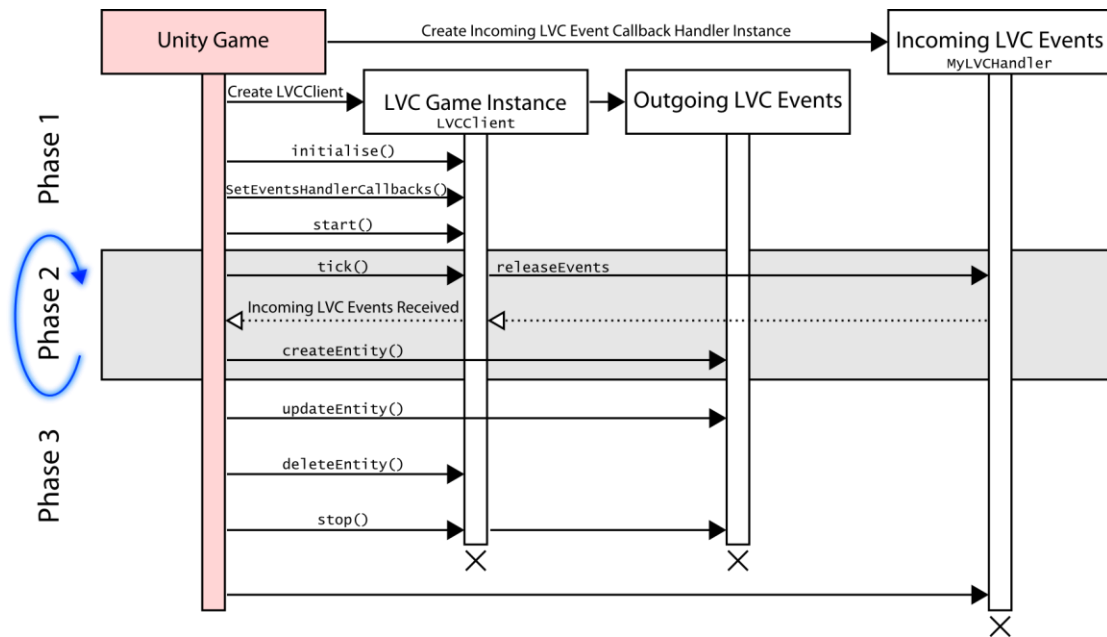 Unity Game
Create Incoming LVC Event Callback Handler Instance
Incoming LVC Events
MyLVCHandler
Create LVCClient
LVC Game Instance
LVCClient
Outgoing LVC Events
Phase 1
initialise()
SetEventsHandlerCallbacks()
start()
Phase 2
tick()
releaseEvents
Incoming LVC Events Received
createEntity()
Phase 3
updateEntity()
deleteEntity()
stop()